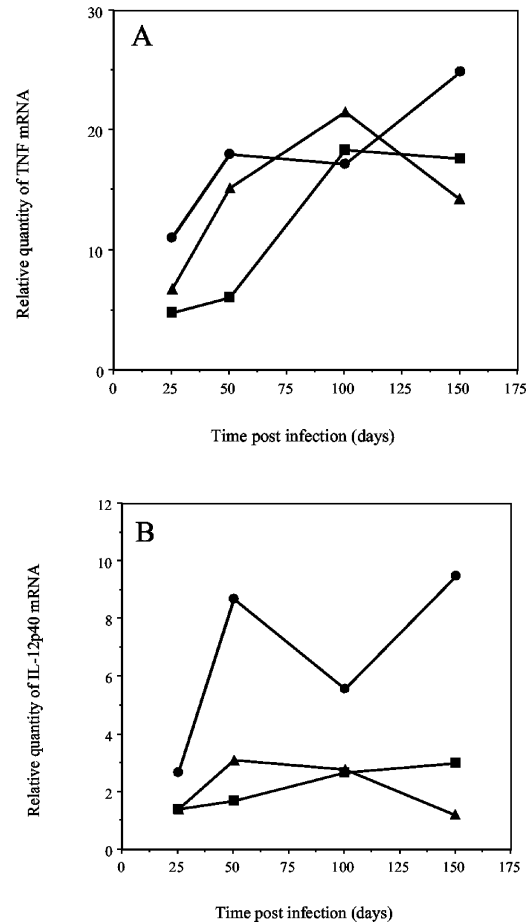 A
30
20
10
0
Relative quantity of TNF mRNA
0 25 50 75 100 125 150 175
Time post infection (days)
B
12
10
8
6
4
2
0
Relative quantity of IL-12p40 mRNA
0 25 50 75 100 125 150 175
Time post infection (days)